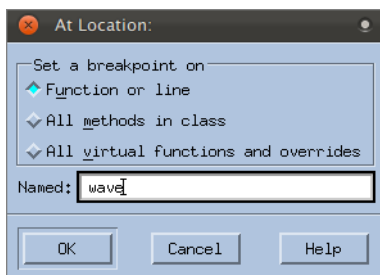 At Location:
Set a breakpoint on
Function or line
All methods in class
All virtual functions and overrides
Named: wave
OK Cancel Help